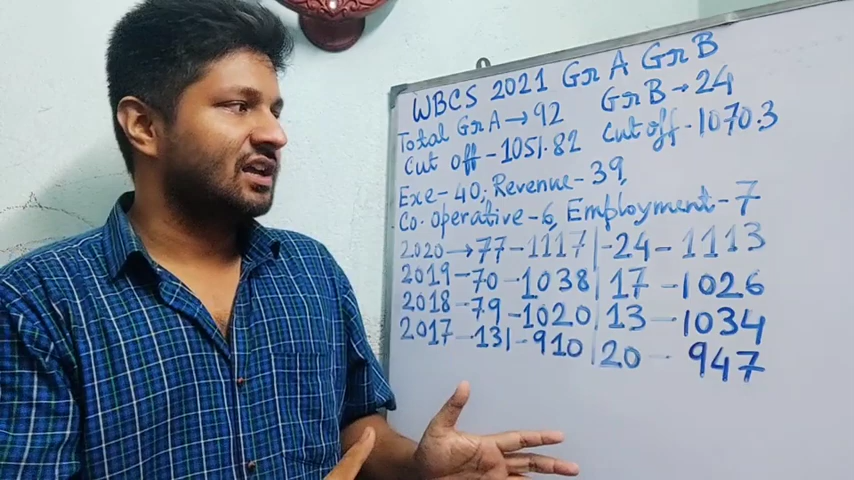 WBCS 2021 Gr A Gr B
Total Gr A → 92 Gr B → 24
Cut off - 1051.82 Cut off - 1070.3
Exe - 40, Revenue - 39,
Co. Operative - 6, Employment - 7
2020 → 77 - 1117 | - 24 - 1113
2019 - 70 - 1038 | 17 - 1026
2018 - 79 - 1020 | 13 - 1034
2017 - 131 - 910 | 20 - 947